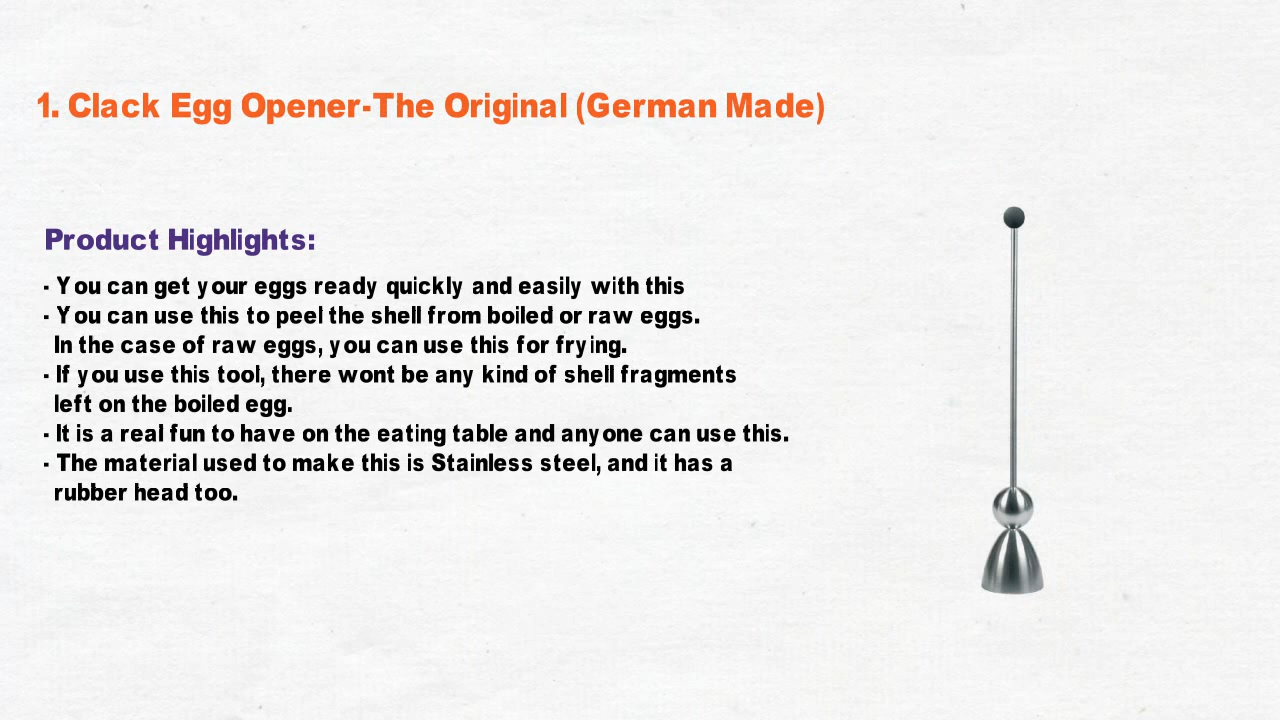 1. Clack Egg Opener-The Original (German Made)
Product Highlights:
- You can get your eggs ready quickly and easily with this
- You can use this to peel the shell from boiled or raw eggs.
In the case of raw eggs, you can use this for frying.
- If you use this tool, there wont be any kind of shell fragments
left on the boiled egg.
- It is a real fun to have on the eating table and anyone can use this.
- The material used to make this is Stainless steel, and it has a
rubber head too.